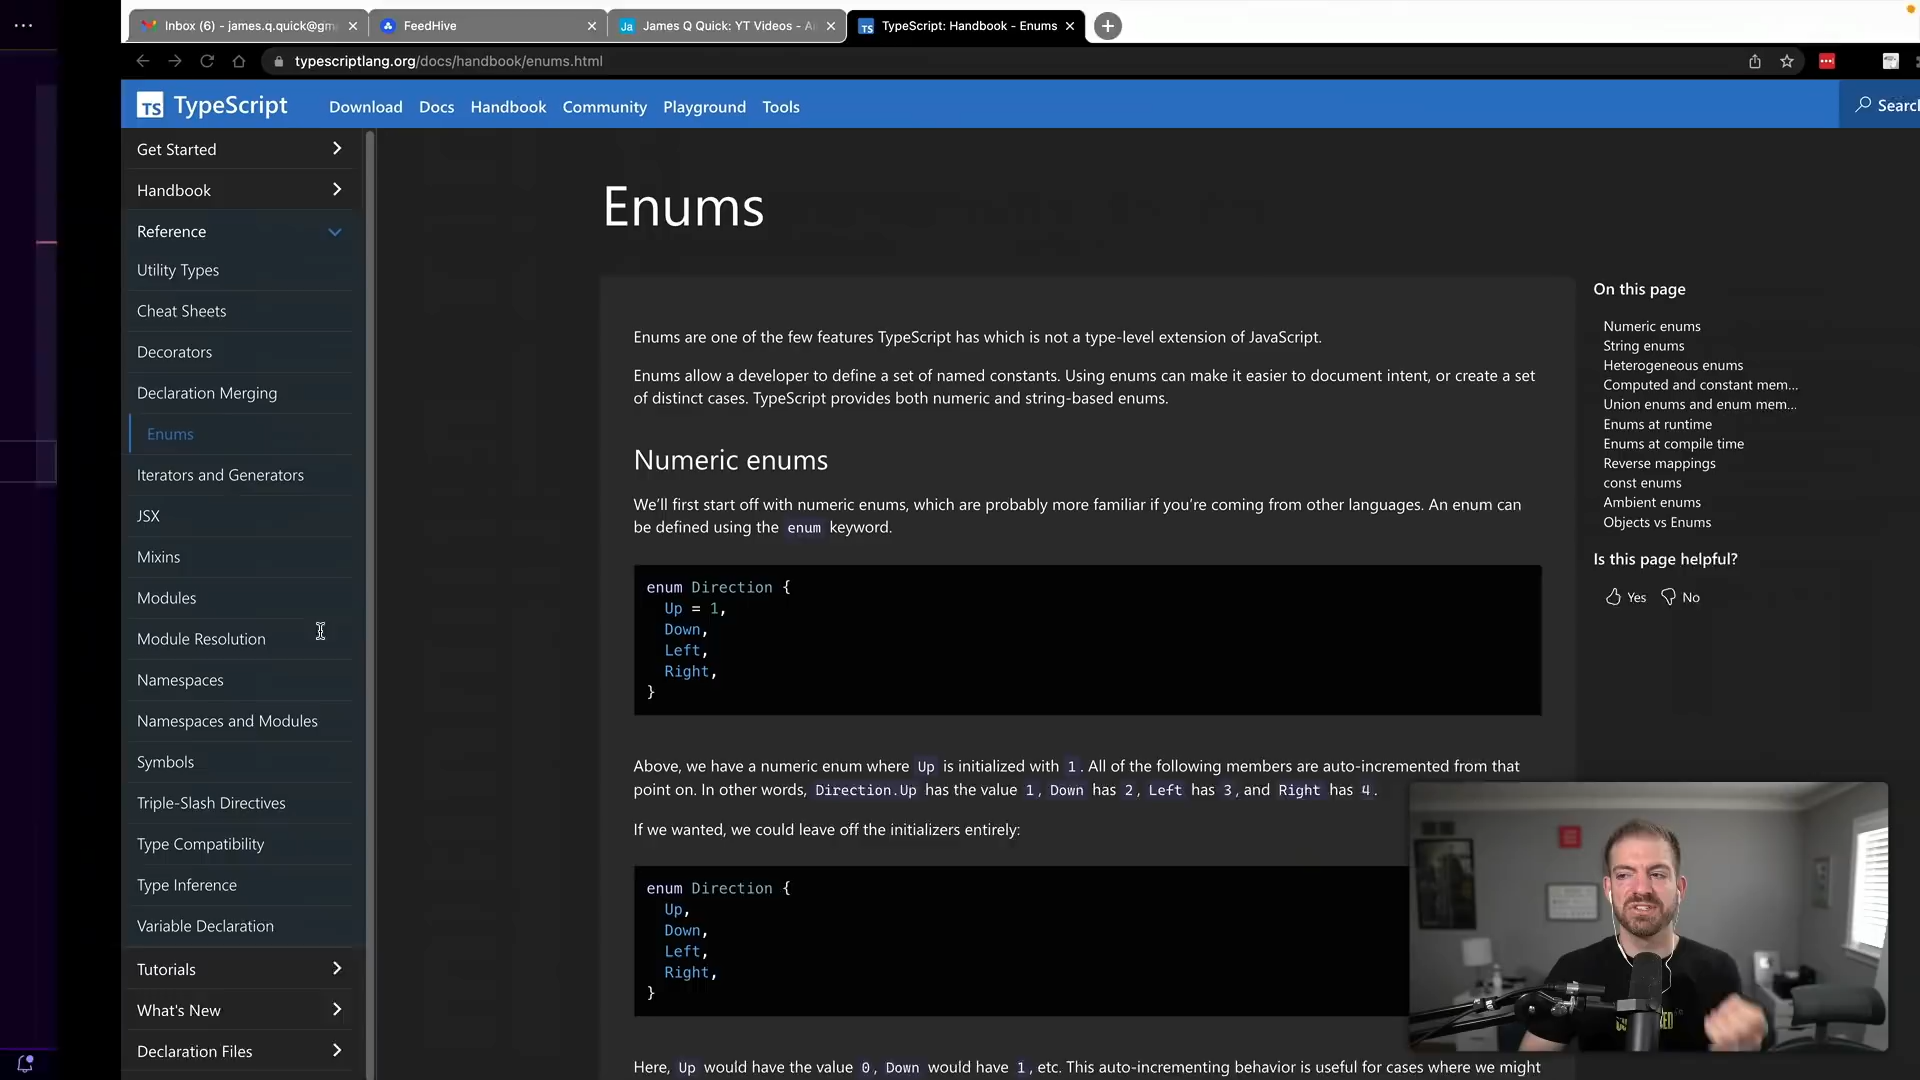 Inbox (6) - james.q.quick@gm
FeedHive
Ja
James Q Quick: YT Videos - A
TS
TypeScript: Handbook - Enums
typescriptlang.org/docs/handbook/enums.html
TS TypeScript
Download
Docs
Handbook
Community
Playground
Tools
Search
Get Started
Handbook
Reference
Utility Types
Cheat Sheets
Decorators
Declaration Merging
Enums
Iterators and Generators
JSX
Mixins
Modules
Module Resolution
Namespaces
Namespaces and Modules
Symbols
Triple-Slash Directives
Type Compatibility
Type Inference
Variable Declaration
Tutorials
What's New
Declaration Files
Enums
Enums are one of the few features TypeScript has which is not a type-level extension of JavaScript.
Enums allow a developer to define a set of named constants. Using enums can make it easier to document intent, or create a set
of distinct cases. TypeScript provides both numeric and string-based enums.
Numeric enums
We'll first start off with numeric enums, which are probably more familiar if you're coming from other languages. An enum can
be defined using the enum keyword.
enum Direction {
Up = 1,
Down,
Left,
Right,
}
Above, we have a numeric enum where Up is initialized with 1. All of the following members are auto-incremented from that
point on. In other words, Direction.Up has the value 1, Down has 2, Left has 3, and Right has 4.
If we wanted, we could leave off the initializers entirely:
enum Direction {
Up,
Down,
Left,
Right,
}
Here, Up would have the value 0, Down would have 1, etc. This auto-incrementing behavior is useful for cases where we might
On this page
Numeric enums
String enums
Heterogeneous enums
Computed and constant mem...
Union enums and enum mem...
Enums at runtime
Enums at compile time
Reverse mappings
const enums
Ambient enums
Objects vs Enums
Is this page helpful?
Yes
No